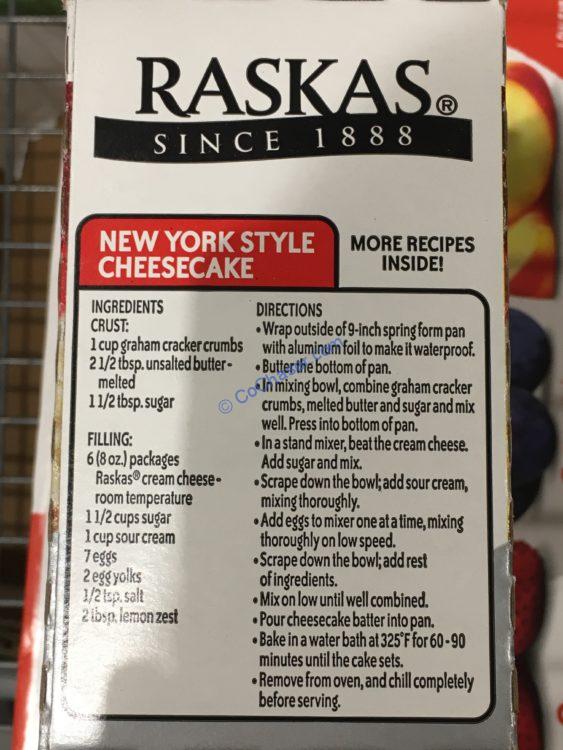 RASKAS®
SINCE 1888
NEW YORK STYLE
CHEESECAKE
MORE RECIPES
INSIDE!
INGREDIENTS
CRUST:
1 cup graham cracker crumbs
2 1/2 tbsp. unsalted butter-
melted
1 1/2 tbsp. sugar
FILLING:
6 (8 oz.) packages
Raskas® cream cheese-
room temperature
1 1/2 cups sugar
1 cup sour cream
7 eggs
2 egg yolks
1/2 tsp. salt
2 tbsp. lemon zest
DIRECTIONS
• Wrap outside of 9-inch spring form pan
with aluminum foil to make it waterproof.
• Butter the bottom of pan.
• In mixing bowl, combine graham cracker
crumbs, melted butter and sugar and mix
well. Press into bottom of pan.
• In a stand mixer, beat the cream cheese.
Add sugar and mix.
• Scrape down the bowl; add sour cream,
mixing thoroughly.
• Add eggs to mixer one at a time, mixing
thoroughly on low speed.
• Scrape down the bowl; add rest
of ingredients.
• Mix on low until well combined.
• Pour cheesecake batter into pan.
• Bake in a water bath at 325°F for 60-90
minutes until the cake sets.
• Remove from oven, and chill completely
before serving.
© CoChaser.com